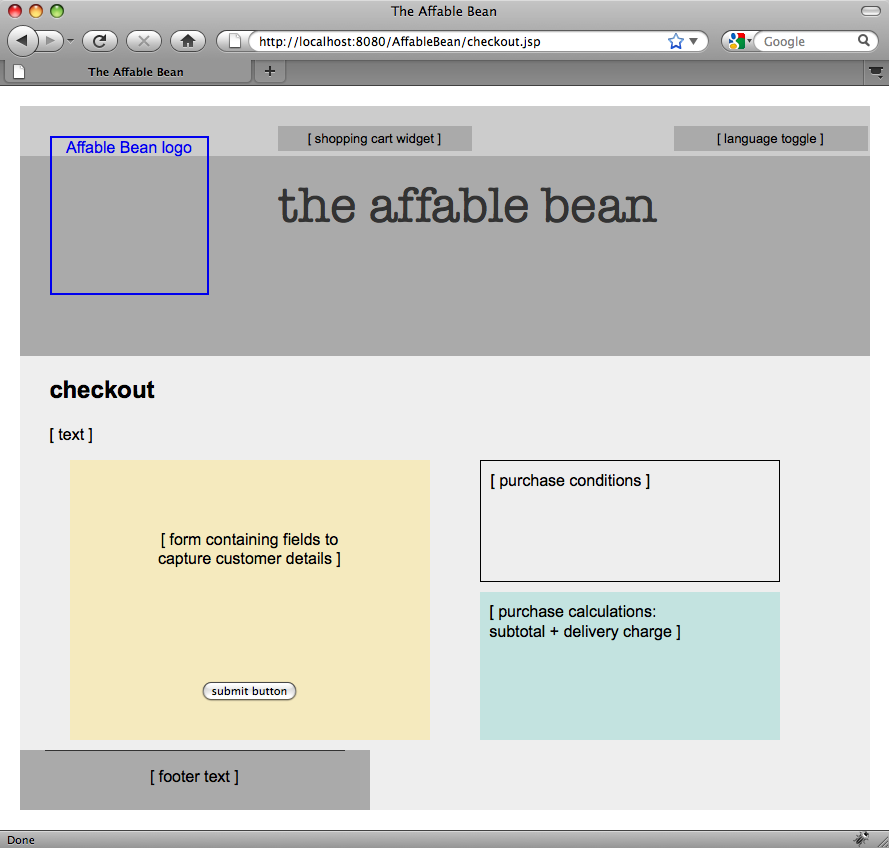 The Affable Bean
http://localhost:8080/AffableBean/checkout.jsp
Google
The Affable Bean
[ shopping cart widget ]
[ language toggle ]
Affable Bean logo
the affable bean
checkout
[ text ]
[ form containing fields to
capture customer details ]
submit button
[ purchase conditions ]
[ purchase calculations:
subtotal + delivery charge ]
[ footer text ]
Done